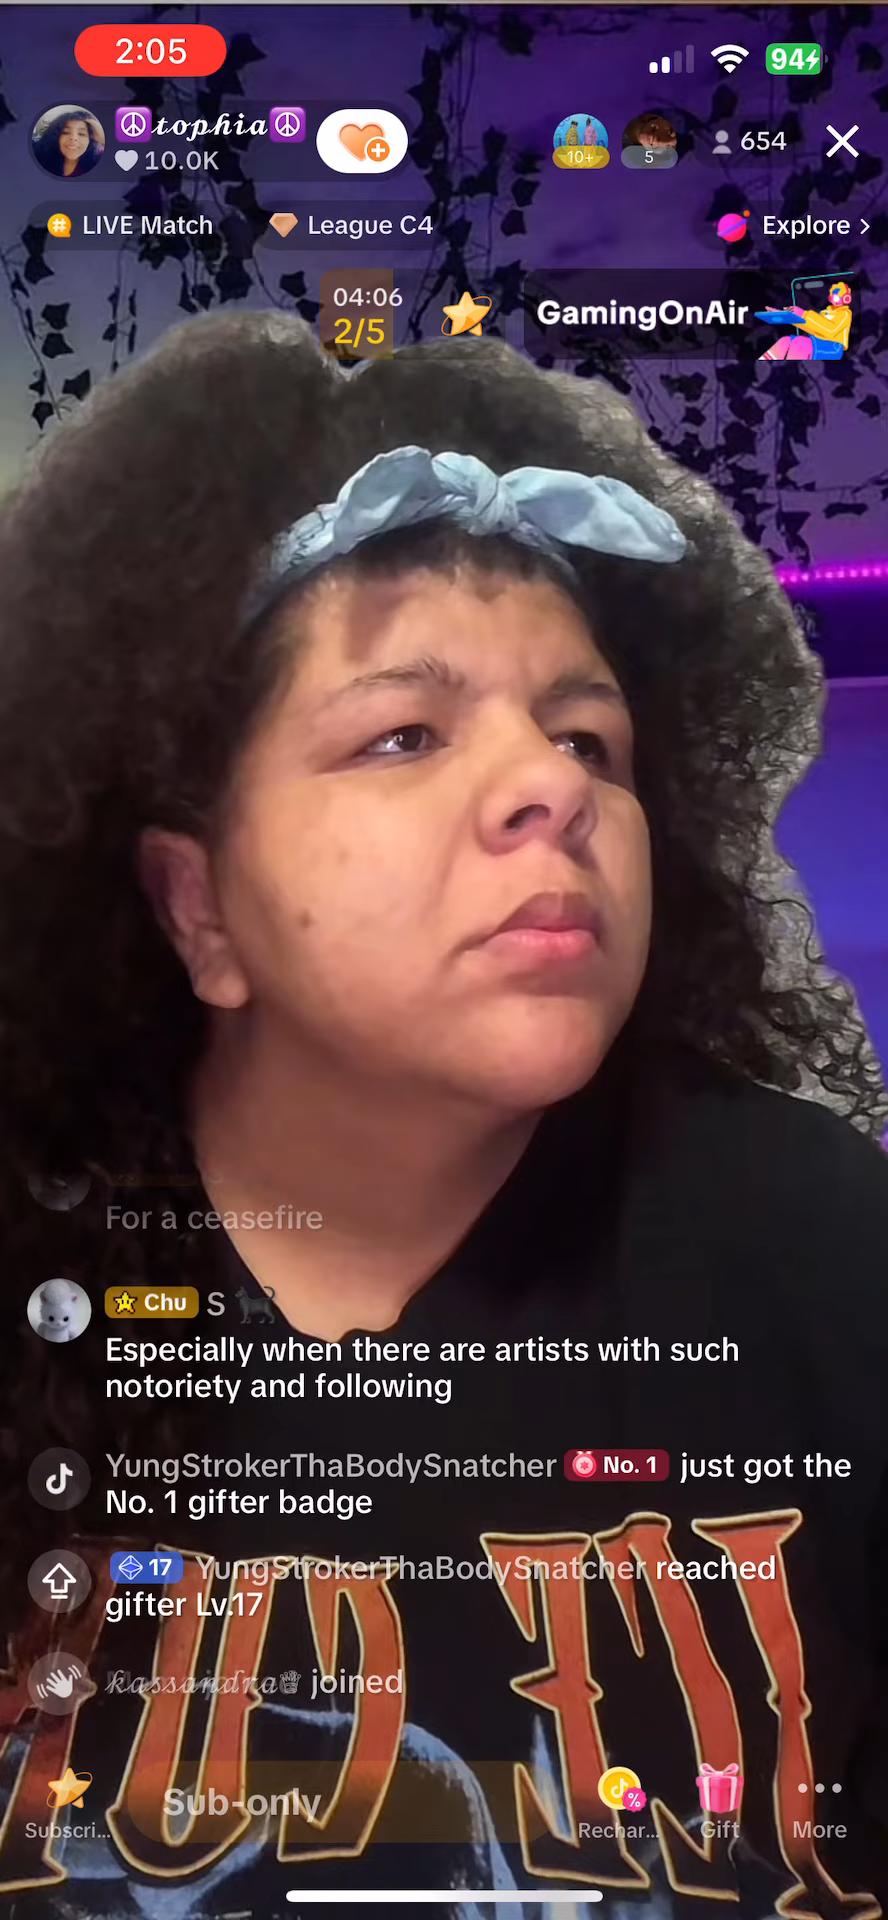 2:05
94
☮️𝓽𝓸𝓹𝓱𝓲𝓪☮️
10.0K
10+
5
654
LIVE Match
League C4
Explore >
04:06
2/5
GamingOnAir
For a ceasefire
Chu S 🐈‍⬛
Especially when there are artists with such
notoriety and following
YungStrokerThaBodySnatcher No. 1 just got the
No. 1 gifter badge
17 YungStrokerThaBodySnatcher reached
gifter Lv.17
𝓴𝓪𝓼𝓼𝓪𝓷𝓭𝓻𝓪♛ joined
Sub-only
Subscri...
Rechar...
Gift
More